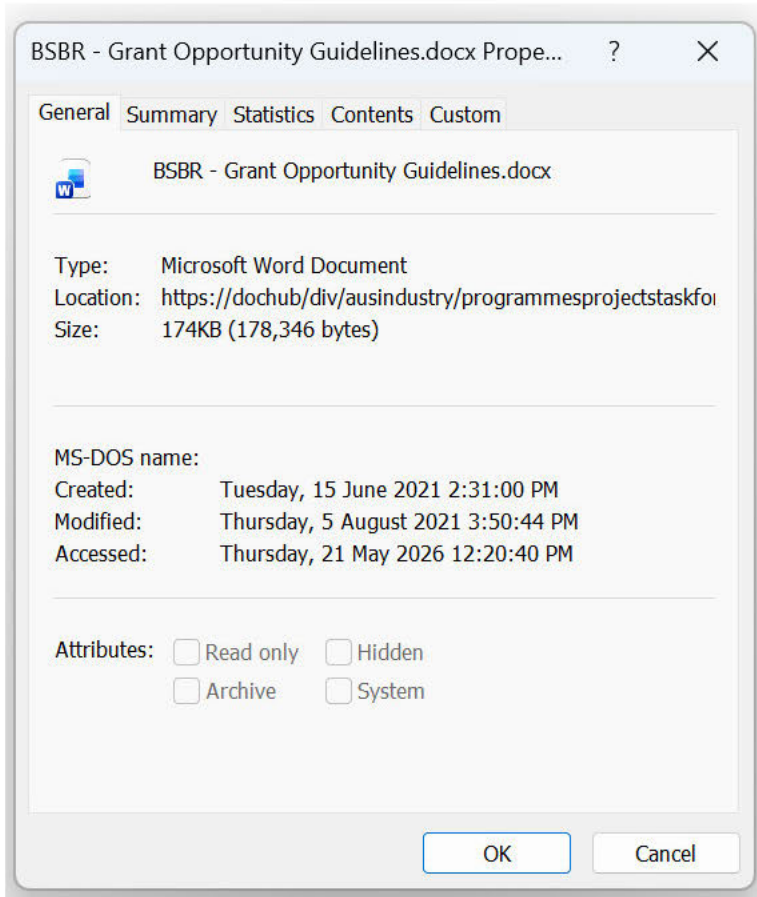 BSBR - Grant Opportunity Guidelines.docx Prope... ?
General Summary Statistics Contents Custom
BSBR - Grant Opportunity Guidelines.docx
Type: Microsoft Word Document
Location: https://dochub/div/ausindustry/programmesprojectstaskfor
Size: 174KB (178,346 bytes)
MS-DOS name:
Created: Tuesday, 15 June 2021 2:31:00 PM
Modified: Thursday, 5 August 2021 3:50:44 PM
Accessed: Thursday, 21 May 2026 12:20:40 PM
Attributes: Read only Hidden
Archive System
OK Cancel